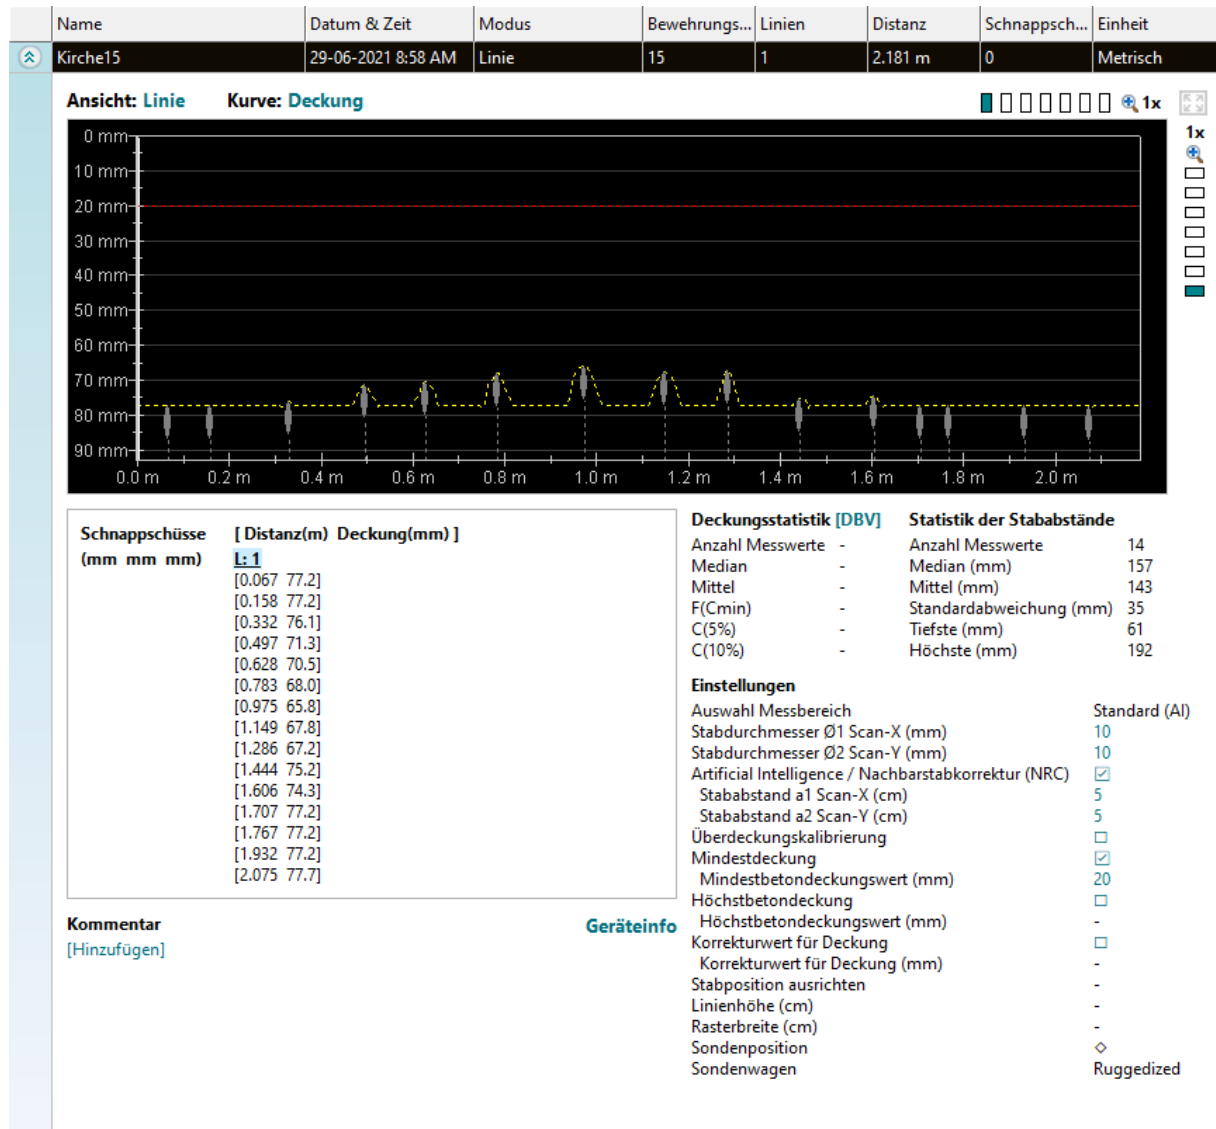 Name Datum & Zeit Modus Bewehrungs... Linien Distanz Schnappsch... Einheit
Kirche15 29-06-2021 8:58 AM Linie 15 1 2.181 m 0 Metrisch
Ansicht: Linie Kurve: Deckung 1x
1x
0 mm
10 mm
20 mm
30 mm
40 mm
50 mm
60 mm
70 mm
80 mm
90 mm
0.0 m 0.2 m 0.4 m 0.6 m 0.8 m 1.0 m 1.2 m 1.4 m 1.6 m 1.8 m 2.0 m
Schnappschüsse [ Distanz(m) Deckung(mm) ]
(mm mm mm) L: 1
[0.067 77.2]
[0.158 77.2]
[0.332 76.1]
[0.497 71.3]
[0.628 70.5]
[0.783 68.0]
[0.975 65.8]
[1.149 67.8]
[1.286 67.2]
[1.444 75.2]
[1.606 74.3]
[1.707 77.2]
[1.767 77.2]
[1.932 77.2]
[2.075 77.7]
Kommentar Geräteinfo
[Hinzufügen]
Deckungsstatistik [DBV]
Anzahl Messwerte -
Median -
Mittel -
F(Cmin) -
C(5%) -
C(10%) -
Statistik der Stababstände
Anzahl Messwerte 14
Median (mm) 157
Mittel (mm) 143
Standardabweichung (mm) 35
Tiefste (mm) 61
Höchste (mm) 192
Einstellungen
Auswahl Messbereich Standard (AI)
Stabdurchmesser Ø1 Scan-X (mm) 10
Stabdurchmesser Ø2 Scan-Y (mm) 10
Artificial Intelligence / Nachbarstabkorrektur (NRC)
Stababstand a1 Scan-X (cm) 5
Stababstand a2 Scan-Y (cm) 5
Überdeckungskalibrierung
Mindestdeckung
Mindestbetondeckungswert (mm) 20
Höchstbetondeckung
Höchstbetondeckungswert (mm) -
Korrekturwert für Deckung
Korrekturwert für Deckung (mm) -
Stabposition ausrichten -
Linienhöhe (cm) -
Rasterbreite (cm) -
Sondenposition
Sondenwagen Ruggedized